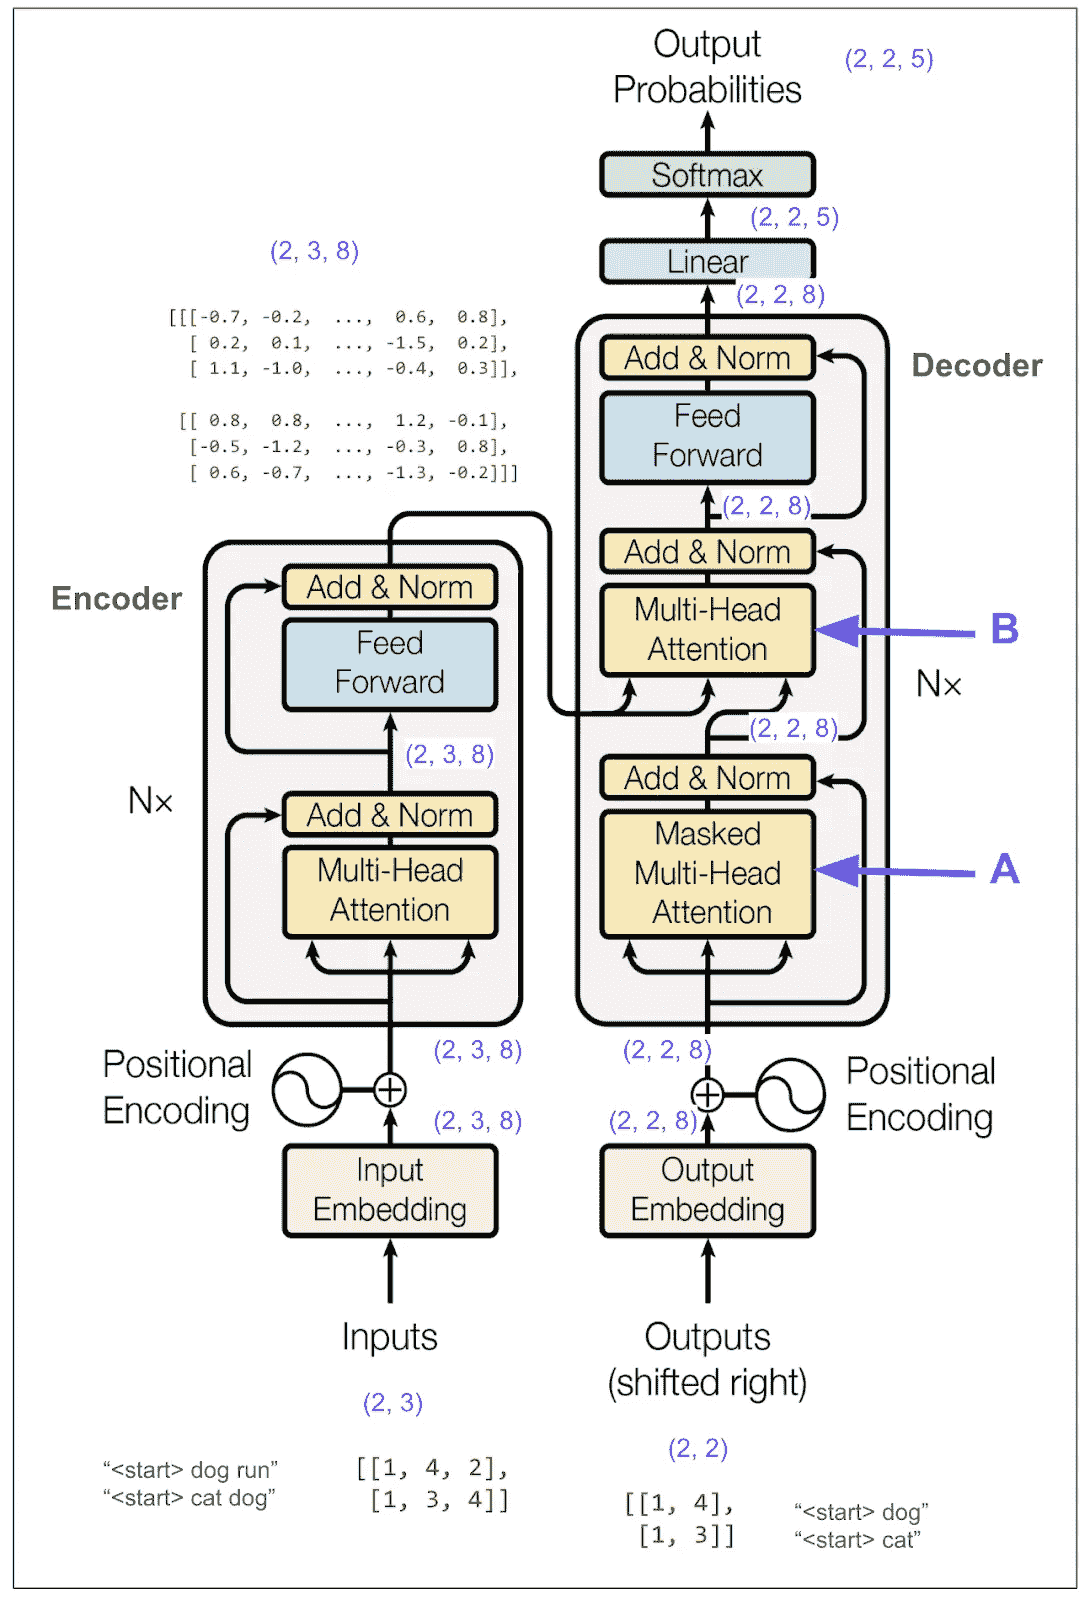 Output
Probabilities
(2, 2, 5)
Softmax
(2, 2, 5)
Linear
(2, 2, 8)
(2, 3, 8)
[[[-0.7, -0.2, ..., 0.6, 0.8],
[ 0.2, 0.1, ..., -1.5, 0.2],
[ 1.1, -1.0, ..., -0.4, 0.3]],
[[ 0.8, 0.8, ..., 1.2, -0.1],
[-0.5, -1.2, ..., -0.3, 0.8],
[ 0.6, -0.7, ..., -1.3, -0.2]]]
Decoder
Add & Norm
Feed
Forward
(2, 2, 8)
Add & Norm
Multi-Head
Attention
B
N×
(2, 2, 8)
Add & Norm
Masked
Multi-Head
Attention
A
Encoder
Add & Norm
Feed
Forward
(2, 3, 8)
N×
Add & Norm
Multi-Head
Attention
(2, 3, 8)
Positional
Encoding
(2, 3, 8)
Input
Embedding
Inputs
(2, 3)
"<start> dog run"
"<start> cat dog"
[[1, 4, 2],
[1, 3, 4]]
(2, 2, 8)
Positional
Encoding
(2, 2, 8)
Output
Embedding
Outputs
(shifted right)
(2, 2)
[[1, 4],
[1, 3]]
"<start> dog"
"<start> cat"